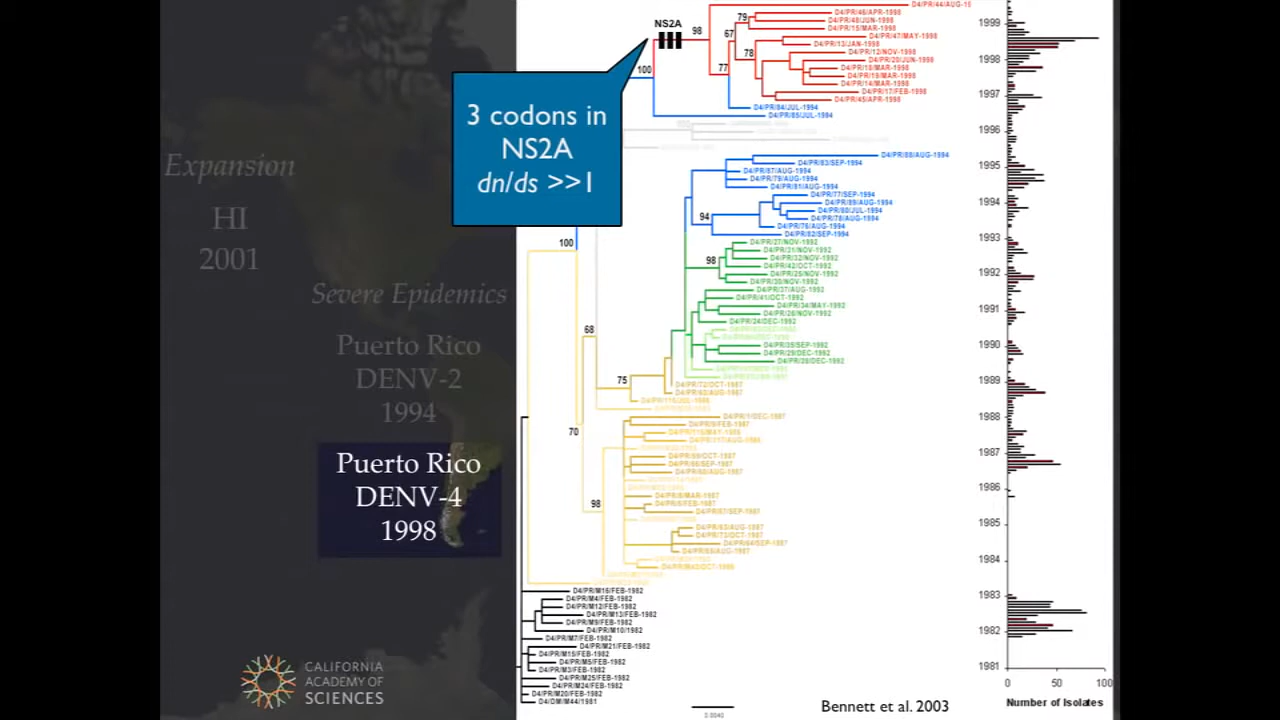 Expansion
HI
2001
Severe Epidemics
Puerto Rico
DENV-2
1994
Puerto Rico
DENV-4
1998
CALIFORNIA
ACADEMY OF
SCIENCES
3 codons in
NS2A
dn/ds >>1
NS2A
98
79
67
78
77
100
D4/PR/46/APR-1998
D4/PR/48/JUN-1998
D4/PR/15/MAR-1998
D4/PR/47/MAY-1998
D4/PR/13/JAN-1998
D4/PR/12/NOV-1998
D4/PR/20/JUN-1998
D4/PR/18/MAR-1998
D4/PR/19/MAR-1998
D4/PR/14/MAR-1998
D4/PR/17/FEB-1998
D4/PR/45/APR-1998
D4/PR/84/JUL-1994
D4/PR/85/JUL-1994
D4/PR/88/AUG-1994
D4/PR/83/SEP-1994
D4/PR/87/AUG-1994
D4/PR/79/AUG-1994
D4/PR/81/AUG-1994
D4/PR/77/SEP-1994
D4/PR/89/AUG-1994
D4/PR/80/JUL-1994
D4/PR/78/AUG-1994
94
D4/PR/76/AUG-1994
D4/PR/82/SEP-1994
100
D4/PR/27/NOV-1992
D4/PR/21/NOV-1992
98
D4/PR/32/NOV-1992
D4/PR/42/OCT-1992
D4/PR/25/NOV-1992
D4/PR/30/NOV-1992
D4/PR/37/AUG-1992
D4/PR/41/OCT-1992
D4/PR/34/MAY-1992
D4/PR/26/NOV-1992
D4/PR/24/DEC-1992
68
D4/PR/35/SEP-1992
D4/PR/29/DEC-1992
D4/PR/28/DEC-1992
75
D4/PR/72/OCT-1987
D4/PR/62/AUG-1987
D4/PR/115/JUL-1986
D4/PR/1/DEC-1987
D4/PR/9/FEB-1987
70
D4/PR/69/OCT-1987
D4/PR/66/SEP-1987
D4/PR/60/AUG-1987
D4/PR/8/MAR-1987
D4/PR/6/FEB-1987
98
D4/PR/67/SEP-1987
D4/PR/63/AUG-1987
D4/PR/73/OCT-1987
D4/PR/64/SEP-1987
D4/PR/65/AUG-1987
D4/PR/M16/FEB-1982
D4/PR/M4/FEB-1982
D4/PR/M12/FEB-1982
D4/PR/M13/FEB-1982
D4/PR/M9/FEB-1982
D4/PR/M10/1982
D4/PR/M7/FEB-1982
D4/PR/M21/FEB-1982
D4/PR/M15/FEB-1982
D4/PR/M5/FEB-1982
D4/PR/M3/FEB-1982
D4/PR/M25/FEB-1982
D4/PR/M24/FEB-1982
D4/PR/M20/FEB-1982
D4/DM/M44/1981
1999
1998
1997
1996
1995
1994
1993
1992
1991
1990
1989
1988
1987
1986
1985
1984
1983
1982
1981
0 50 100
Number of Isolates
Bennett et al. 2003